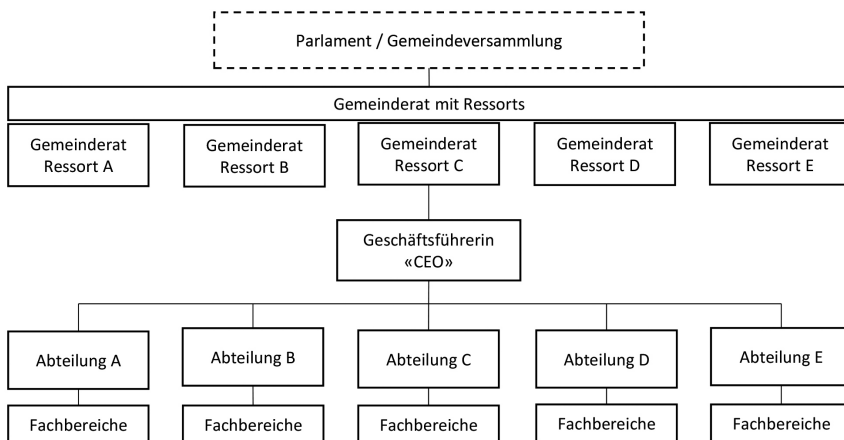 Parlament / Gemeindeversammlung
Gemeinderat mit Ressorts
Gemeinderat
Ressort A
Gemeinderat
Ressort B
Gemeinderat
Ressort C
Gemeinderat
Ressort D
Gemeinderat
Ressort E
Geschäftsführerin
«CEO»
Abteilung A
Abteilung B
Abteilung C
Abteilung D
Abteilung E
Fachbereiche
Fachbereiche
Fachbereiche
Fachbereiche
Fachbereiche